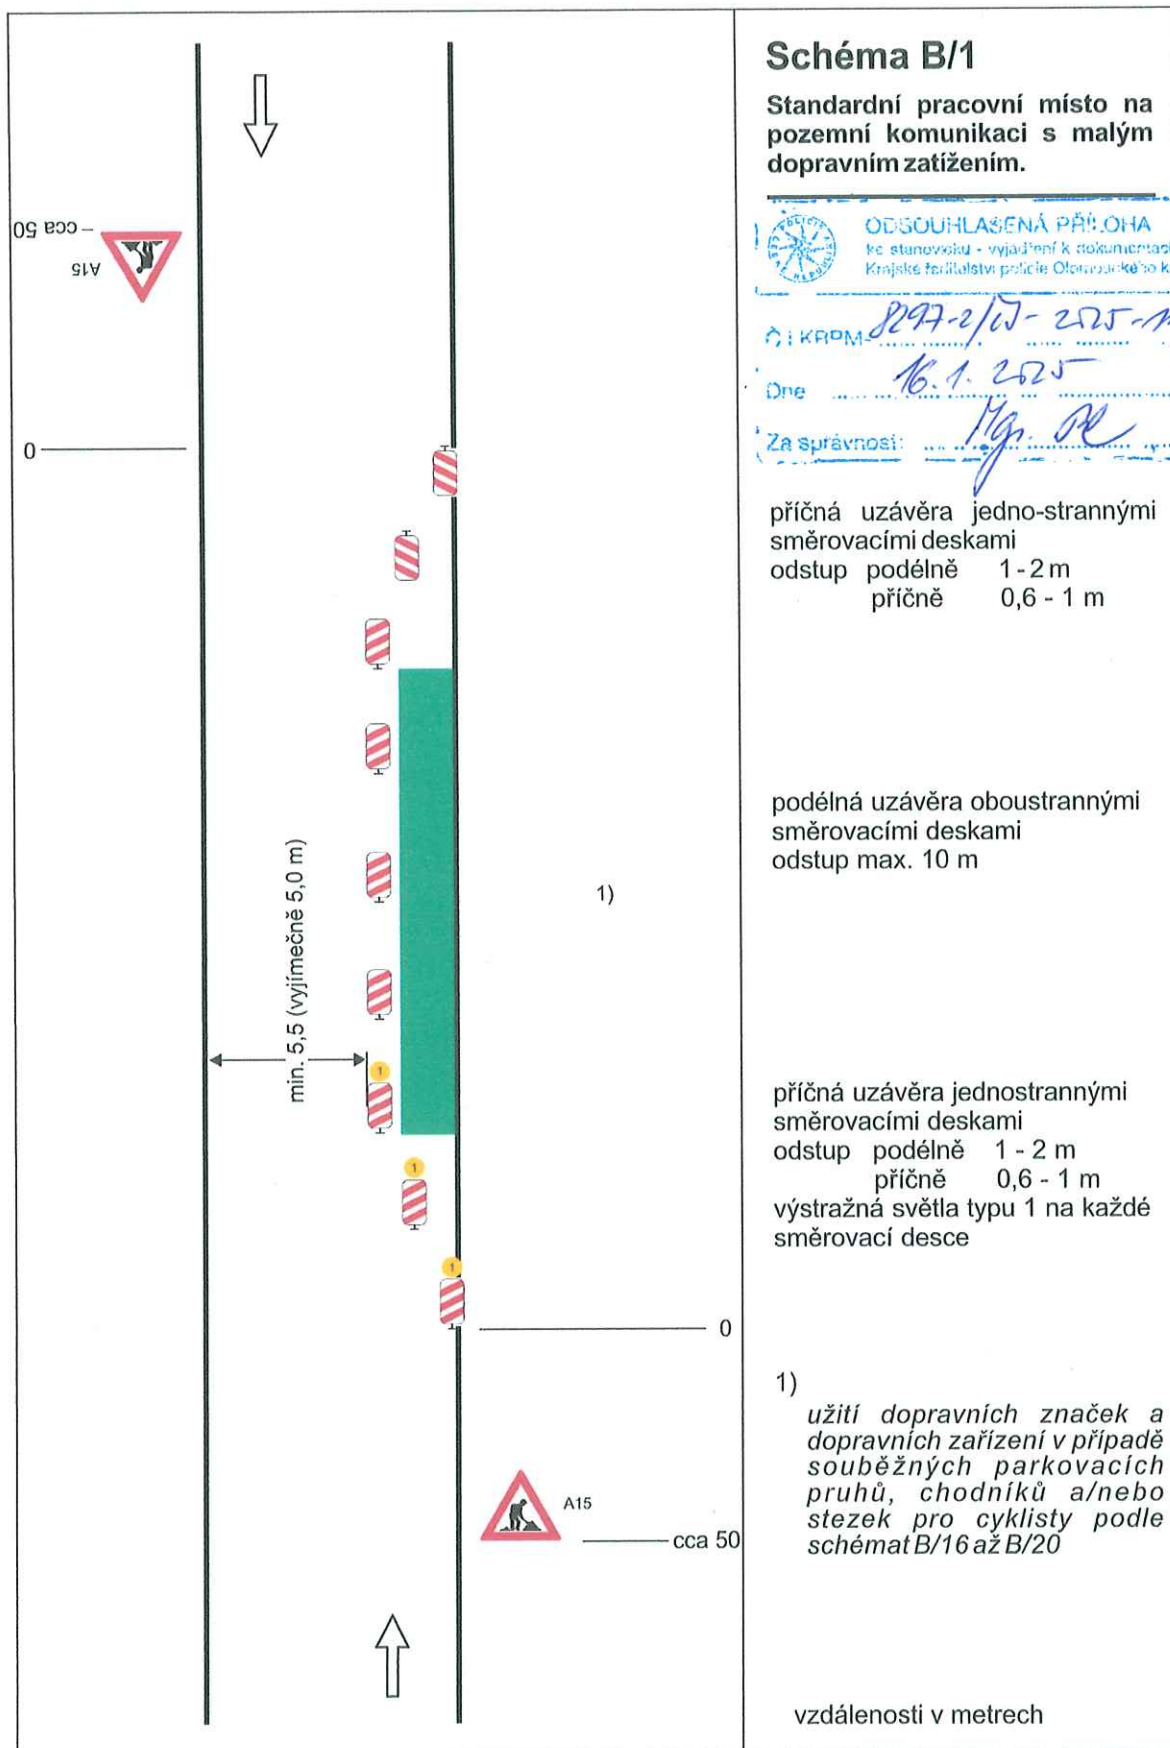 Schéma B/1
Standardní pracovní místo na
pozemní komunikaci s malým
dopravním zatížením.
POLICIE
ODSOUHLASENÁ PŘÍLOHA
ke stanovisku - vyjádření k dokumentaci
Krajské ředitelství policie Olomouckého k
Č.j. KRPM- 8297-2/ČJ-2025-1
Dne 16.1.2025
Za správnost: Mgr.
cca 50
A15
0
příčná uzávěra jedno-strannými
směrovacími deskami
odstup podélně 1-2 m
příčně 0,6 - 1 m
podélná uzávěra oboustrannými
směrovacími deskami
odstup max. 10 m
min. 5,5 (vyjímečně 5,0 m)
1)
1
1
1
příčná uzávěra jednostrannými
směrovacími deskami
odstup podélně 1 - 2 m
příčně 0,6 - 1 m
výstražná světla typu 1 na každé
směrovací desce
0
A15
cca 50
1)
užití dopravních značek a
dopravních zařízení v případě
souběžných parkovacích
pruhů, chodníků a/nebo
stezek pro cyklisty podle
schémat B/16 až B/20
vzdálenosti v metrech